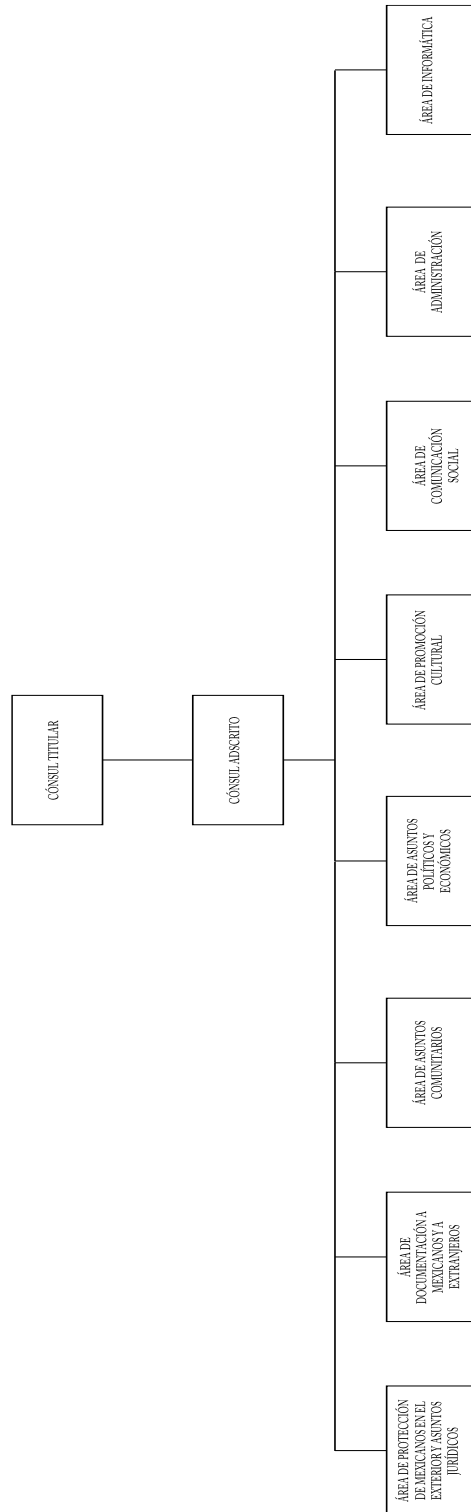 CÓNSUL TITULAR
CÓNSUL ADSCRITO
ÁREA DE PROTECCIÓN
DE MEXICANOS EN EL
EXTERIOR Y ASUNTOS
JURÍDICOS
ÁREA DE
DOCUMENTACIÓN A
MEXICANOS Y A
EXTRANJEROS
ÁREA DE ASUNTOS
COMUNITARIOS
ÁREA DE ASUNTOS
POLÍTICOS Y
ECONÓMICOS
ÁREA DE PROMOCIÓN
CULTURAL
ÁREA DE
COMUNICACIÓN
SOCIAL
ÁREA DE
ADMINISTRACIÓN
ÁREA DE INFORMÁTICA